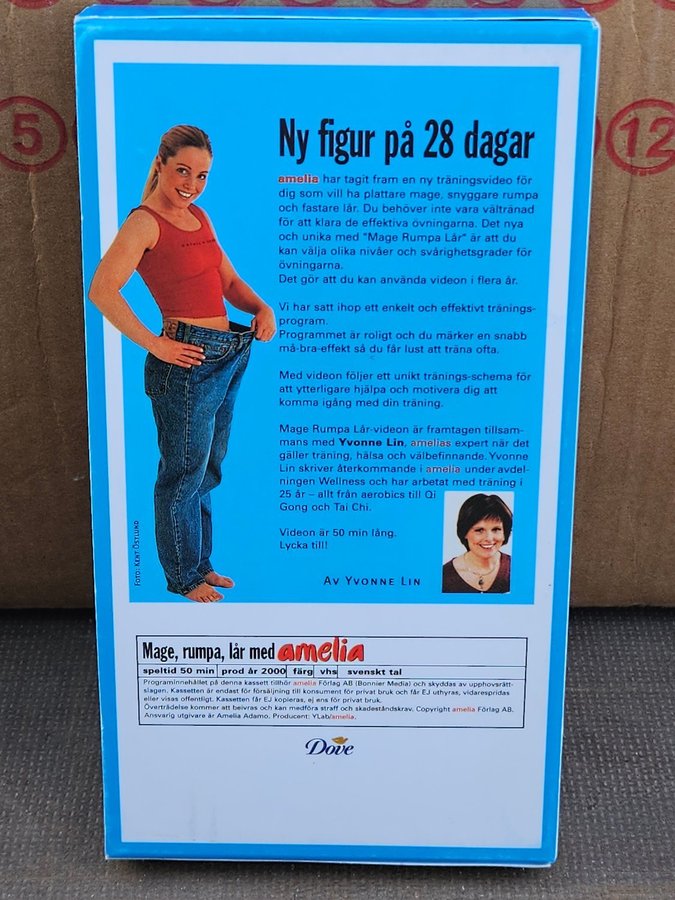 5
12
Ny figur på 28 dagar
amelia har tagit fram en ny träningsvideo för
dig som vill ha plattare mage, snyggare rumpa
och fastare lår. Du behöver inte vara vältränad
för att klara de effektiva övningarna. Det nya
och unika med "Mage Rumpa Lår" är att du
kan välja olika nivåer och svårighetsgrader för
övningarna.
Det gör att du kan använda videon i flera år.
Vi har satt ihop ett enkelt och effektivt tränings-
program.
Programmet är roligt och du märker en snabb
må-bra-effekt så du får lust att träna ofta.
Med videon följer ett unikt tränings-schema för
att ytterligare hjälpa och motivera dig att
komma igång med din träning.
Mage Rumpa Lår-videon är framtagen tillsam-
mans med Yvonne Lin, amelias expert när det
gäller träning, hälsa och välbefinnande. Yvonne
Lin skriver återkommande i amelia under avdel-
ningen Wellness och har arbetat med träning i
25 år – allt från aerobics till Qi
Gong och Tai Chi.
Videon är 50 min lång.
Lycka till!
AV YVONNE LIN
FOTO: KENT ÖSTLUND
Mage, rumpa, lår med amelia
speltid 50 min prod år 2000 färg vhs svenskt tal
Programinnehållet på denna kassett tillhör amelia Förlag AB (Bonnier Media) och skyddas av upphovsrätt-
slagen. Kassetten är endast för försäljning till konsument för privat bruk och får EJ uthyras, vidarespridas
eller visas offentligt. Kassetten får EJ kopieras, ej ens för privat bruk.
Överträdelse kommer att beivras och kan medföra straff och skadeståndskrav. Copyright amelia Förlag AB.
Ansvarig utgivare är Amelia Adamo. Producent: YLab/amelia.
Dove